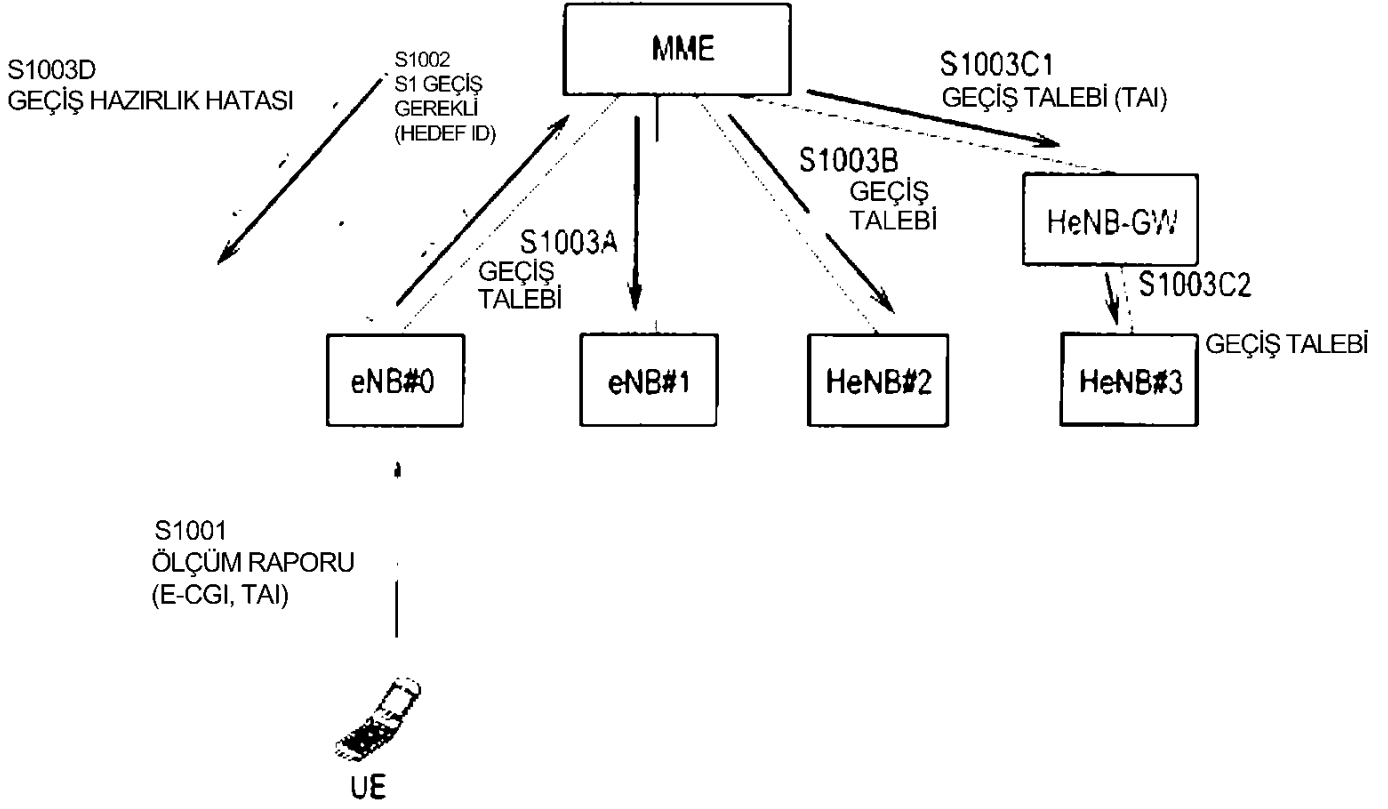 MME
S1003D
GEÇİŞ HAZIRLIK HATASI
S1002
S1 GEÇİŞ
GEREKLİ
(HEDEF ID)
S1003C1
GEÇİŞ TALEBİ (TAI)
S1003B
GEÇİŞ
TALEBİ
HeNB-GW
S1003A
GEÇİŞ
TALEBİ
S1003C2
GEÇİŞ TALEBİ
eNB#0
eNB#1
HeNB#2
HeNB#3
S1001
ÖLÇÜM RAPORU
(E-CGI, TAI)
UE